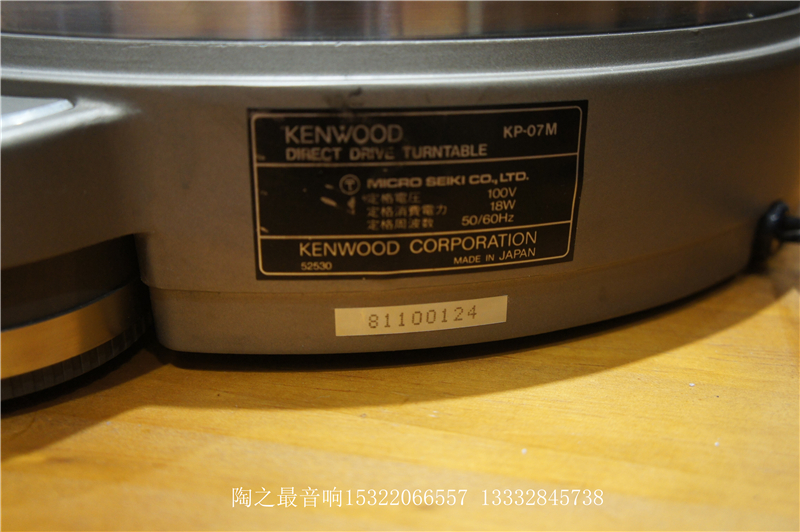 KENWOOD KP-07M
DIRECT DRIVE TURNTABLE
MICRO SEIKI CO., LTD.
定格電圧 100V
定格消費電力 18W
定格周波数 50/60Hz
KENWOOD CORPORATION
52530 MADE IN JAPAN
81100124
陶之最音响15322066557 13332845738